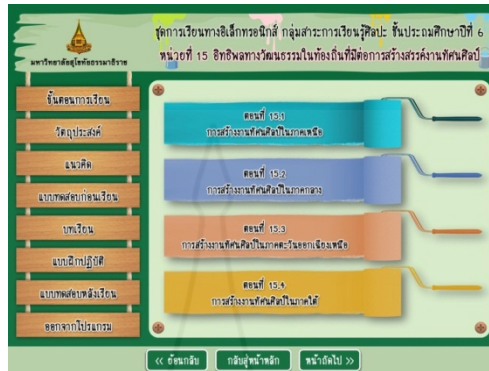 ชุดการเรียนทางอิเล็กทรอนิกส์ กลุ่มสาระการเรียนรู้ศิลปะ ชั้นประถมศึกษาปีที่ 6
หน่วยที่ 15 อิทธิพลทางวัฒนธรรมในท้องถิ่นที่มีต่อการสร้างสรรค์งานทัศนศิลป์
มหาวิทยาลัยสุโขทัยธรรมาธิราช
ขั้นตอนการเรียน
วัตถุประสงค์
แนวคิด
แบบทดสอบก่อนเรียน
บทเรียน
แบบฝึกปฏิบัติ
แบบทดสอบหลังเรียน
ออกจากโปรแกรม
ตอนที่ 15.1
การสร้างงานทัศนศิลป์ในภาคเหนือ
ตอนที่ 15.2
การสร้างงานทัศนศิลป์ในภาคกลาง
ตอนที่ 15.3
การสร้างงานทัศนศิลป์ในภาคตะวันออกเฉียงเหนือ
ตอนที่ 15.4
การสร้างงานทัศนศิลป์ในภาคใต้
<< ย้อนกลับ
กลับสู่หน้าหลัก
หน้าถัดไป >>